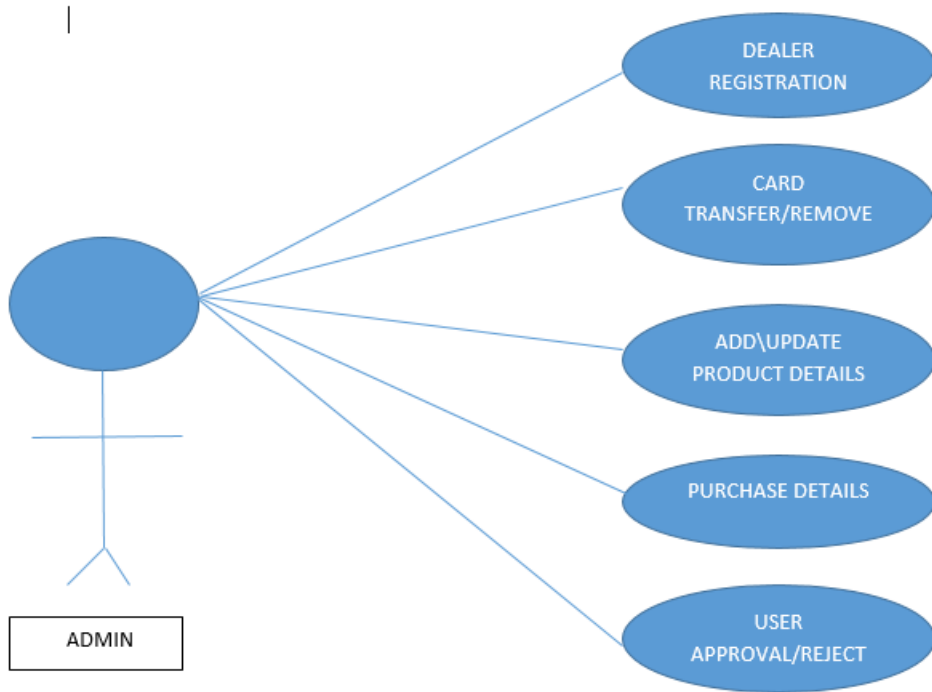 DEALER
REGISTRATION
CARD
TRANSFER/REMOVE
ADD\UPDATE
PRODUCT DETAILS
PURCHASE DETAILS
USER
APPROVAL/REJECT
ADMIN